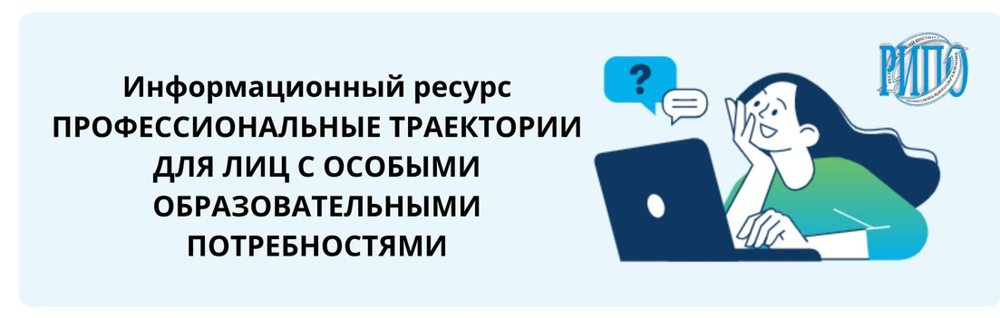 Информационный ресурс
ПРОФЕССИОНАЛЬНЫЕ ТРАЕКТОРИИ
ДЛЯ ЛИЦ С ОСОБЫМИ
ОБРАЗОВАТЕЛЬНЫМИ
ПОТРЕБНОСТЯМИ
?
РИПО